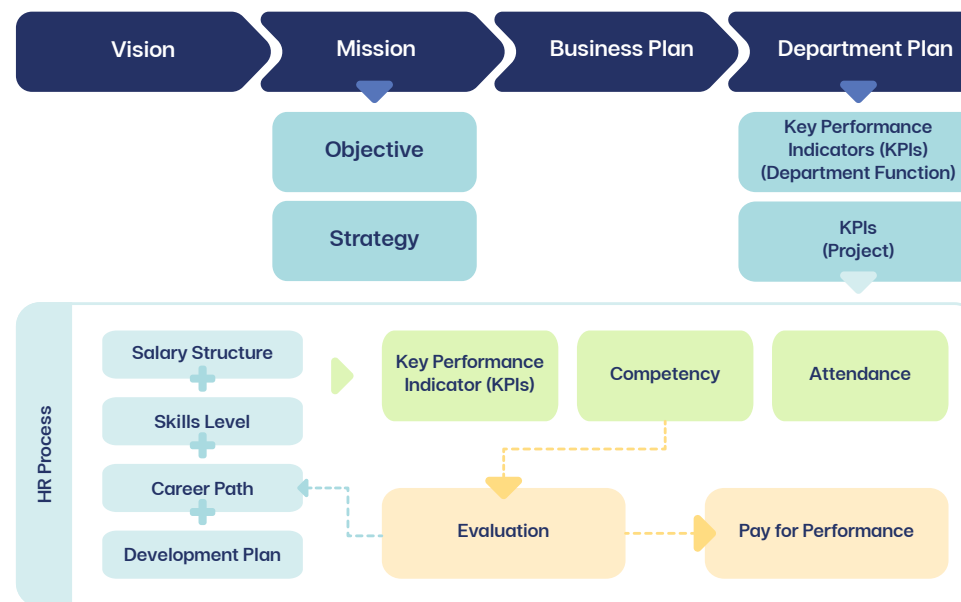 Vision
Mission
Business Plan
Department Plan
Objective
Key Performance
Indicators (KPIs)
(Department Function)
Strategy
KPIs
(Project)
HR Process
Salary Structure
Skills Level
Career Path
Development Plan
Key Performance
Indicator (KPIs)
Competency
Attendance
Evaluation
Pay for Performance